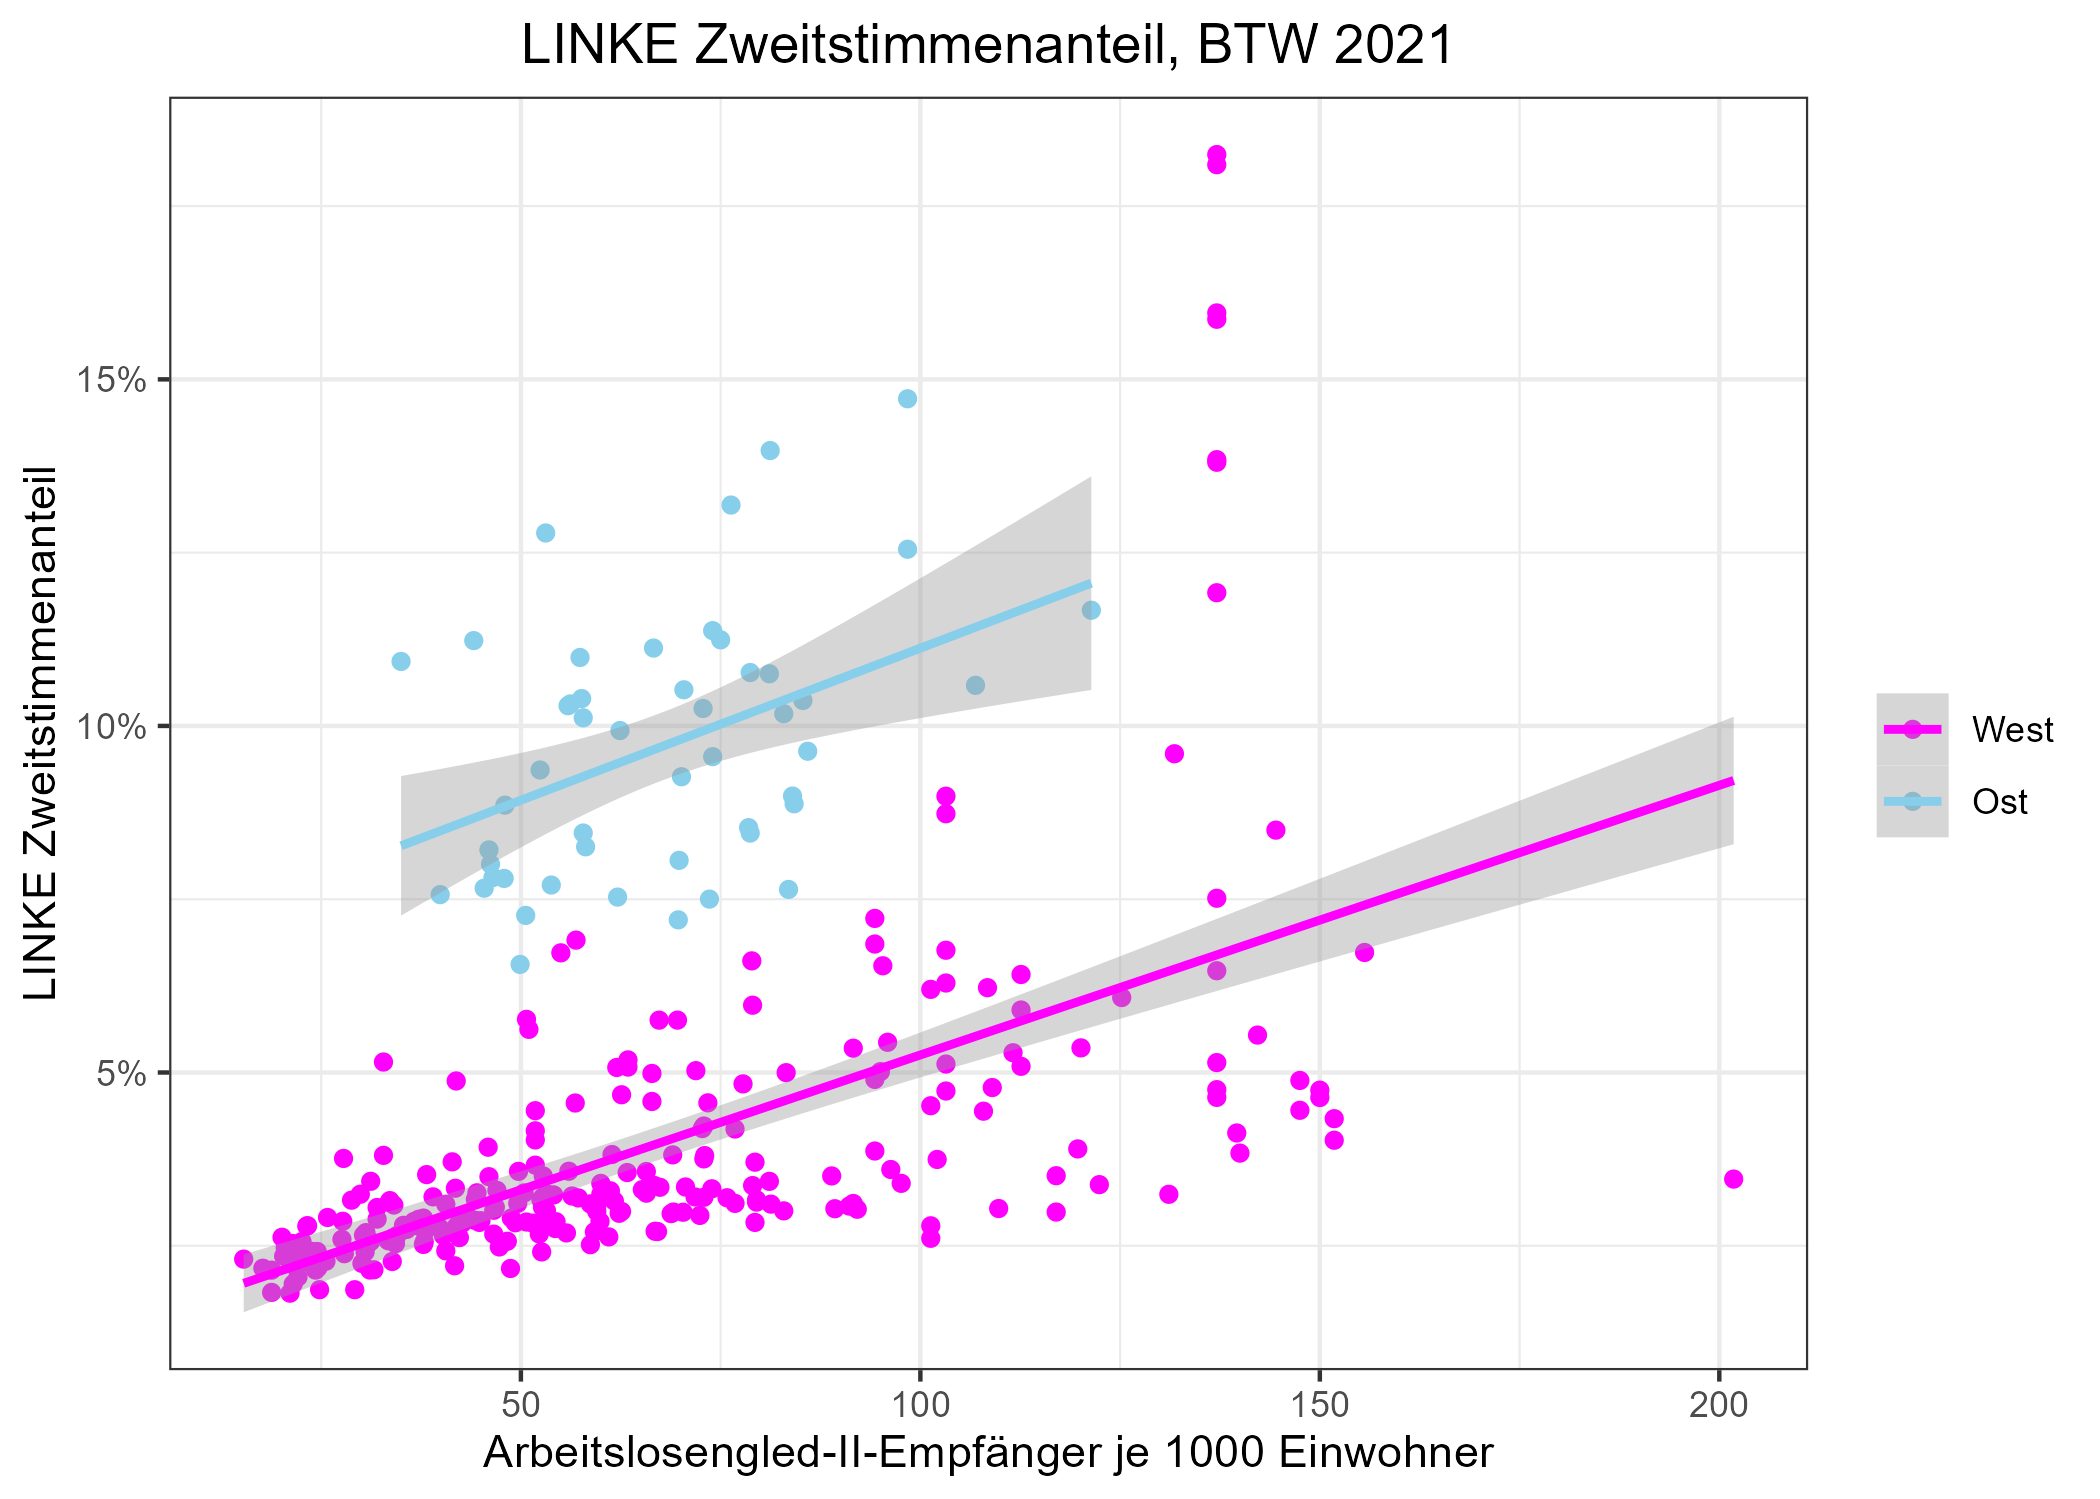 LINKE Zweitstimmenanteil, BTW 2021
LINKE Zweitstimmenanteil
15%
10%
5%
50
100
150
200
Arbeitslosengled-II-Empfänger je 1000 Einwohner
West
Ost